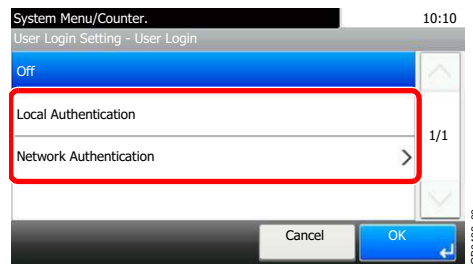 System Menu/Counter. 10:10
User Login Setting - User Login
Off
Local Authentication
1/1
Network Authentication
Cancel OK